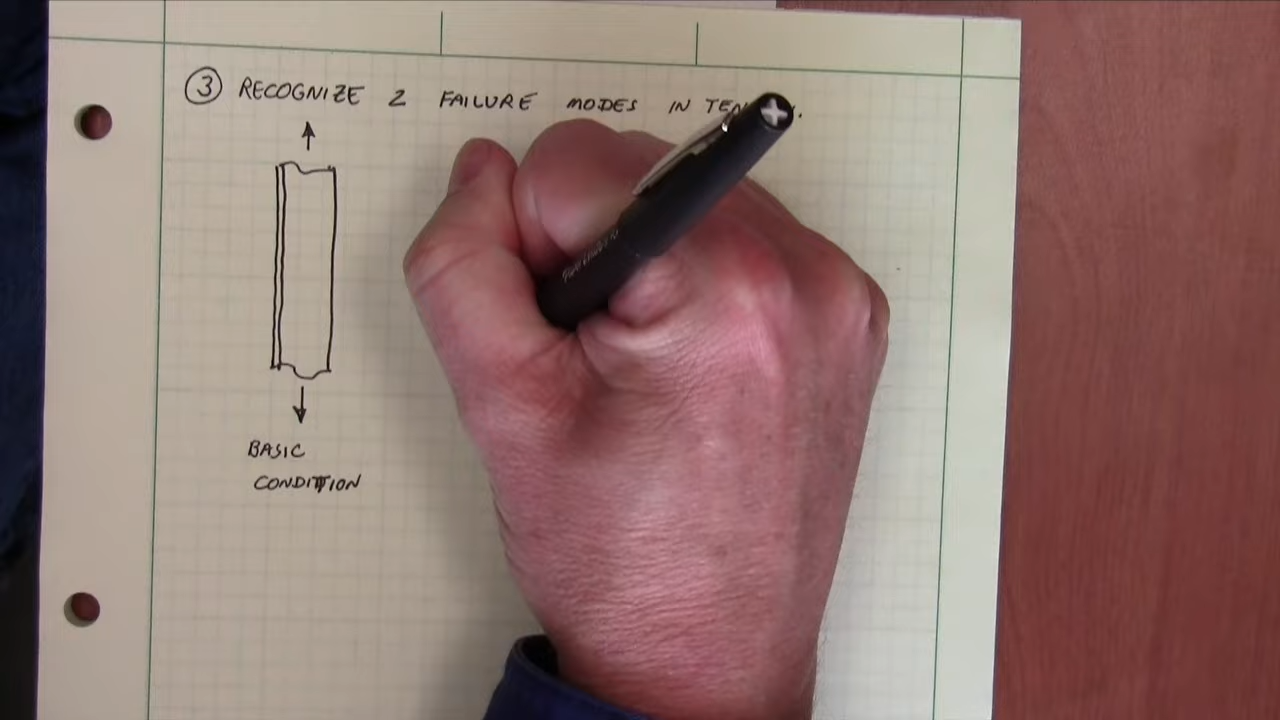 ③ RECOGNIZE 2 FAILURE MODES IN
BASIC
CONDITION